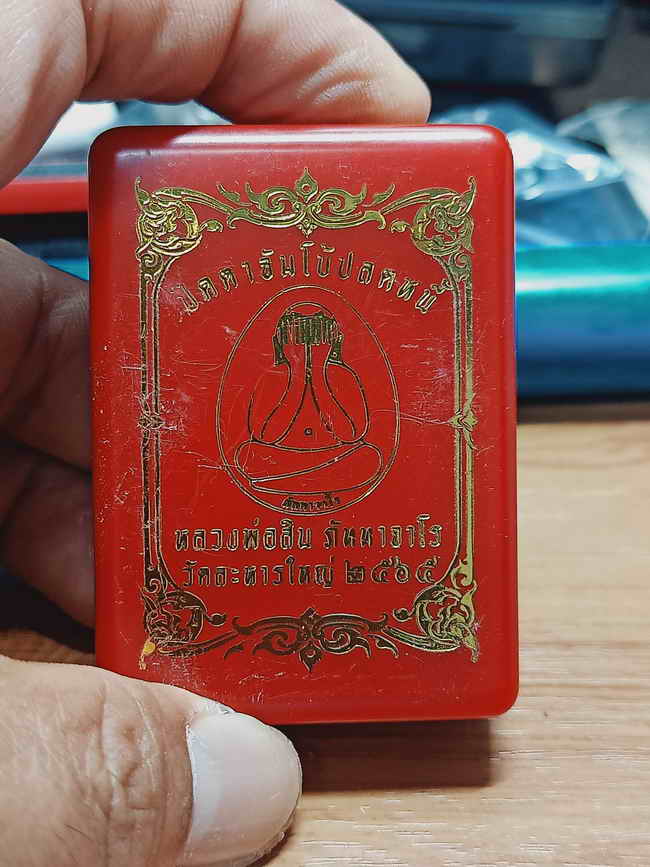 ปิดตาจัมโบ้ปลดหนี้
หลวงพ่อสิน ภัททาจาโร
วัดละหารใหญ่ ๒๕๖๕